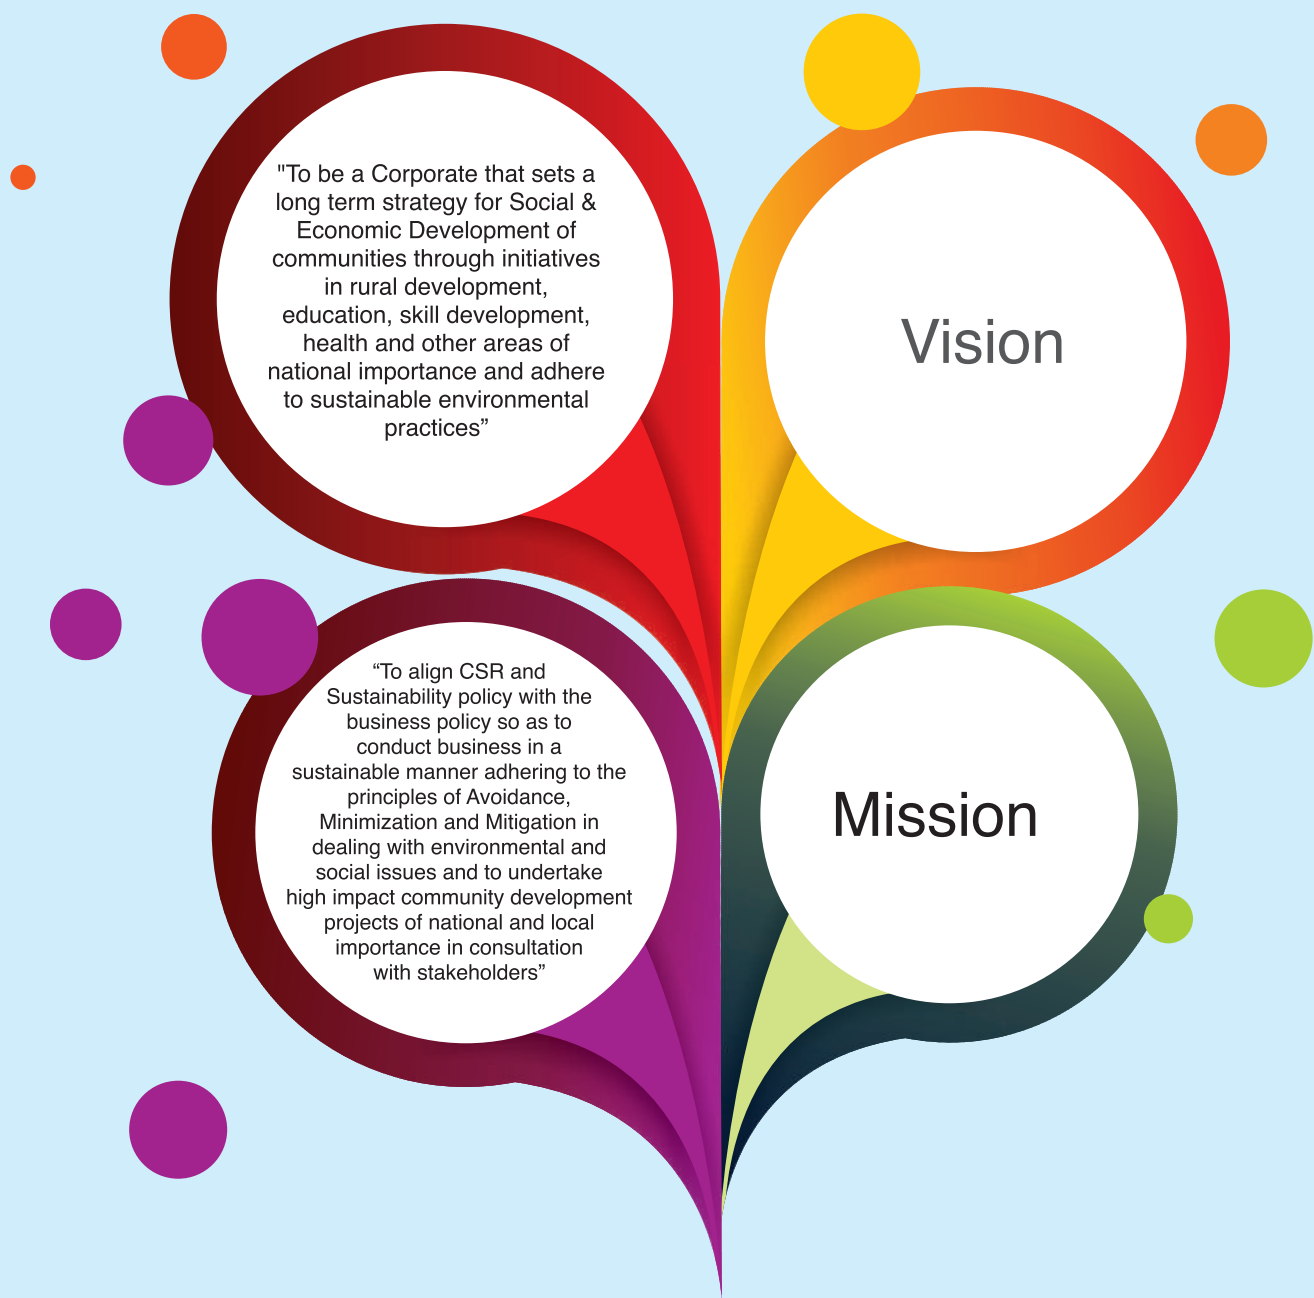 "To be a Corporate that sets a
long term strategy for Social &
Economic Development of
communities through initiatives
in rural development,
education, skill development,
health and other areas of
national importance and adhere
to sustainable environmental
practices”
Vision
“To align CSR and
Sustainability policy with the
business policy so as to
conduct business in a
sustainable manner adhering to the
principles of Avoidance,
Minimization and Mitigation in
dealing with environmental and
social issues and to undertake
high impact community development
projects of national and local
importance in consultation
with stakeholders”
Mission